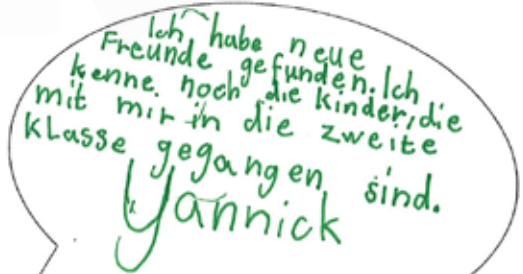 Ich habe neue
Freunde gefunden. Ich
kenne noch die Kinder, die
mit mir in die zweite
Klasse gegangen sind.
Yannick